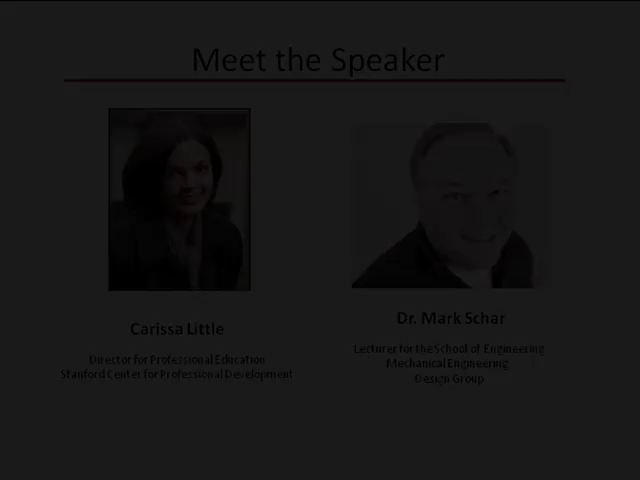 Meet the Speaker
Carissa Little
Director for Professional Education
Stanford Center for Professional Development
Dr. Mark Schar
Lecturer for the School of Engineering
Mechanical Engineering
Design Group